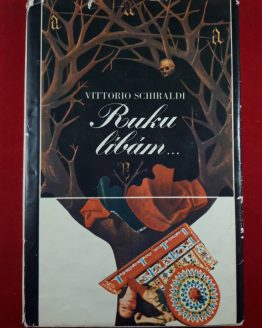 â â â
VITTORIO SCHIRALDI
Ruku
líbám...